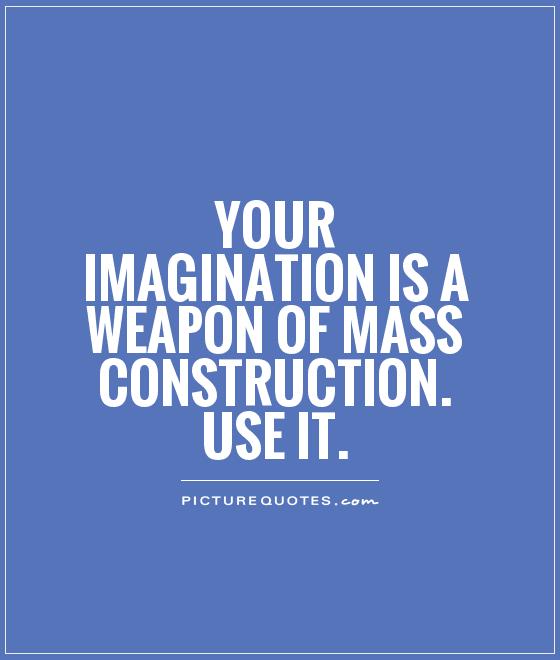 YOUR
IMAGINATION IS A
WEAPON OF MASS
CONSTRUCTION.
USE IT.
PICTUREQUOTES.com